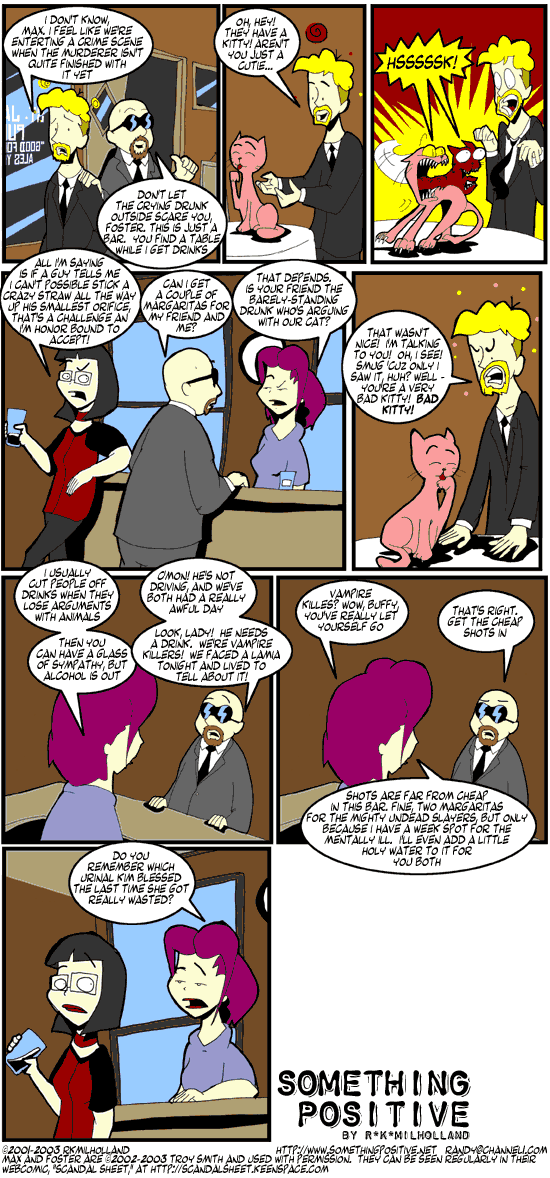 I DON'T KNOW,
MAX. I FEEL LIKE WE'RE
ENTERTING A CRIME SCENE
WHEN THE MURDERER ISN'T
QUITE FINISHED WITH
IT YET
DON'T LET
THE CRYING DRUNK
OUTSIDE SCARE YOU,
FOSTER. THIS IS JUST A
BAR. YOU FIND A TABLE
WHILE I GET DRINKS
OH, HEY!
THEY HAVE A
KITTY! AREN'T
YOU JUST A
CUTIE...
HSSSSSK!
ALL I'M SAYING
IS IF A GUY TELLS ME
I CAN'T POSSIBLE STICK A
CRAZY STRAW ALL THE WAY
UP HIS SMALLEST ORIFICE,
THAT'S A CHALLENGE AN
I'M HONOR BOUND TO
ACCEPT!
CAN I GET
A COUPLE OF
MARGARITAS FOR
MY FRIEND AND
ME?
THAT DEPENDS.
IS YOUR FRIEND THE
BARELY-STANDING
DRUNK WHO'S ARGUING
WITH OUR CAT?
THAT WASN'T
NICE! I'M TALKING
TO YOU! OH, I SEE!
SMUG 'CUZ ONLY I
SAW IT, HUH? WELL -
YOU'RE A VERY
BAD KITTY! BAD
KITTY!
I USUALLY
CUT PEOPLE OFF
DRINKS WHEN THEY
LOSE ARGUMENTS
WITH ANIMALS
C'MON! HE'S NOT
DRIVING, AND WE'VE
BOTH HAD A REALLY
AWFUL DAY
THEN YOU
CAN HAVE A GLASS
OF SYMPATHY, BUT
ALCOHOL IS OUT
LOOK, LADY! HE NEEDS
A DRINK. WE'RE VAMPIRE
KILLERS! WE FACED A LAMIA
TONIGHT AND LIVED TO
TELL ABOUT IT!
VAMPIRE
KILLES? WOW, BUFFY,
YOU'VE REALLY LET
YOURSELF GO
THAT'S RIGHT.
GET THE CHEAP
SHOTS IN
SHOTS ARE FAR FROM CHEAP
IN THIS BAR. FINE, TWO MARGARITAS
FOR THE MIGHTY UNDEAD SLAYERS, BUT ONLY
BECAUSE I HAVE A WEEK SPOT FOR THE
MENTALLY ILL. I'LL EVEN ADD A LITTLE
HOLY WATER TO IT FOR
YOU BOTH
DO YOU
REMEMBER WHICH
URINAL KIM BLESSED
THE LAST TIME SHE GOT
REALLY WASTED?
SOMETHING
POSITIVE
BY R*K*MILHOLLAND
©2001-2003 RKMILHOLLAND HTTP://WWW.SOMETHINGPOSITIVE.NET RANDY@CHANNEL1.COM
MAX AND FOSTER ARE ©2002-2003 TROY SMITH AND USED WITH PERMISSION. THEY CAN BE SEEN REGULARLY IN THEIR
WEBCOMIC, "SCANDAL SHEET," AT HTTP://SCANDALSHEET.KEENSPACE.COM